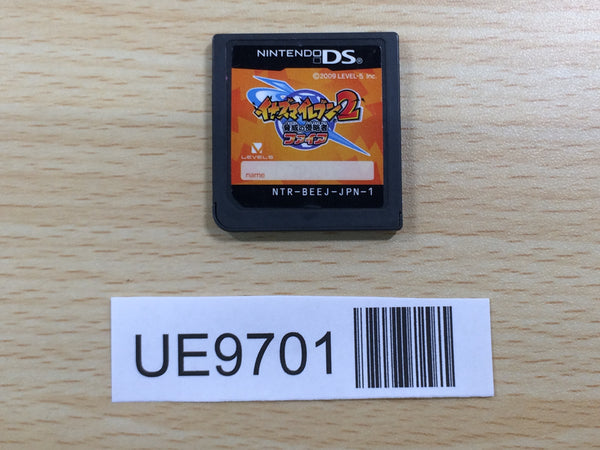 NINTENDO DS®
©2009 LEVEL-5 Inc.
イナズマイレブン2
脅威の侵略者
ファイア
LEVEL5
name
NTR-BEEJ-JPN-1
UE9701